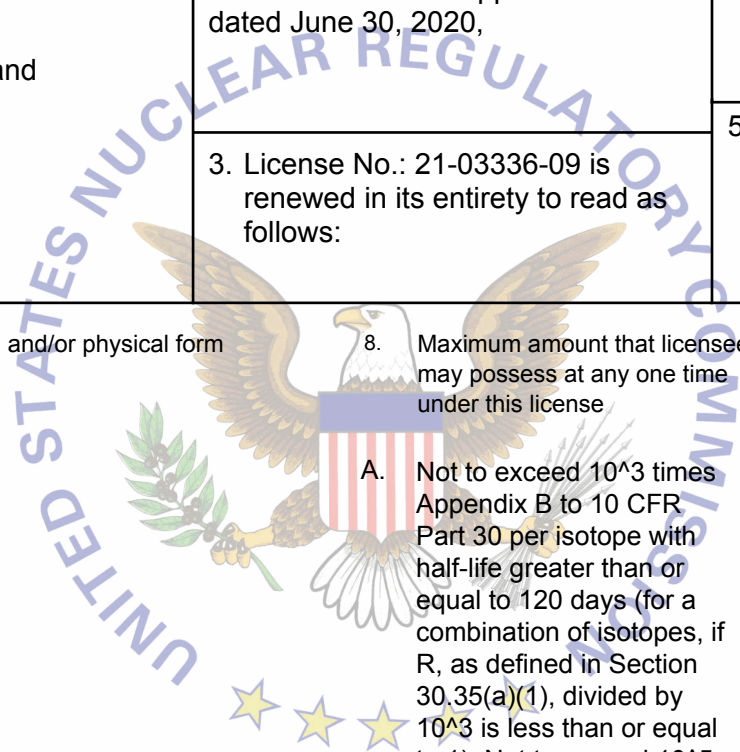 dated June 30, 2020,
and
5
3. License No.: 21-03336-09 is
renewed in its entirety to read as
follows:
and/or physical form
8. Maximum amount that licensee
may possess at any one time
under this license
A. Not to exceed 10^3 times
Appendix B to 10 CFR
Part 30 per isotope with
half-life greater than or
equal to 120 days (for a
combination of isotopes, if
R, as defined in Section
30.35(a)(1), divided by
10^3 is less than or equal
UNITED STATES NUCLEAR REGULATORY COMMISSION